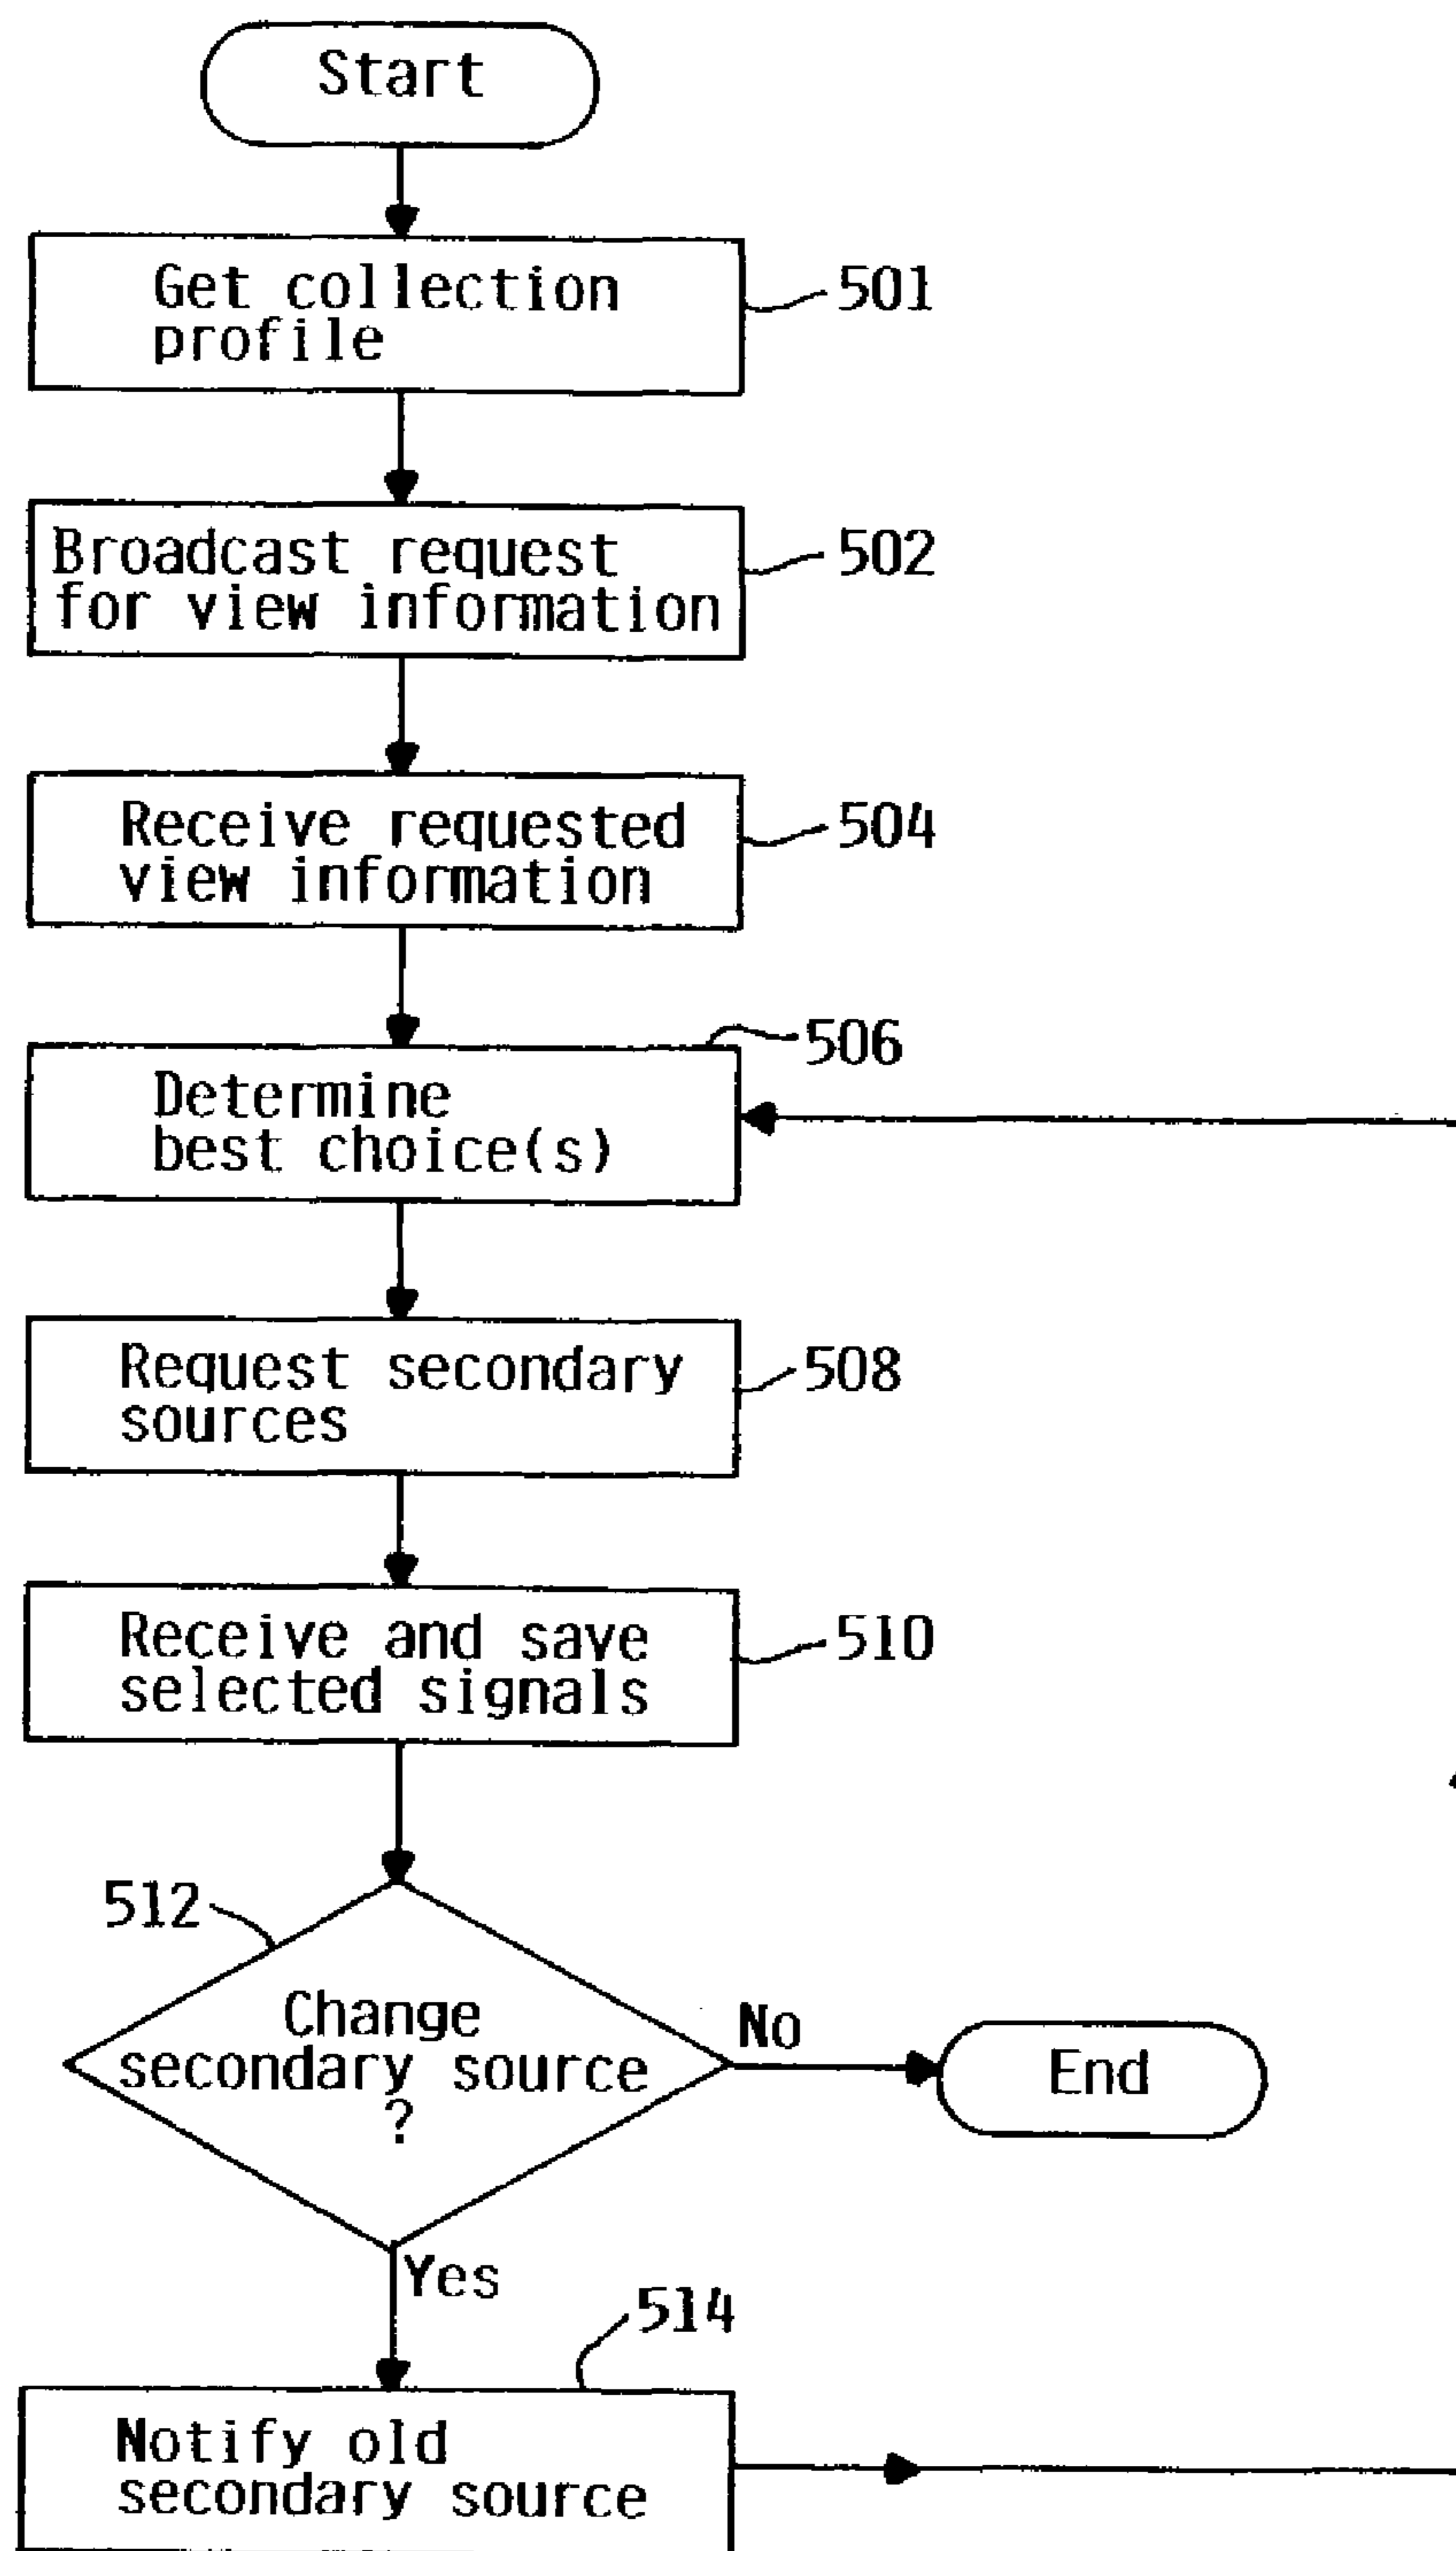 Start
Get collection
profile
501
Broadcast request
for view information
502
Receive requested
view information
504
506
Determine
best choice(s)
Request secondary
sources
508
Receive and save
selected signals
510
512
Change
secondary source
?
No
End
Yes
514
Notify old
secondary source